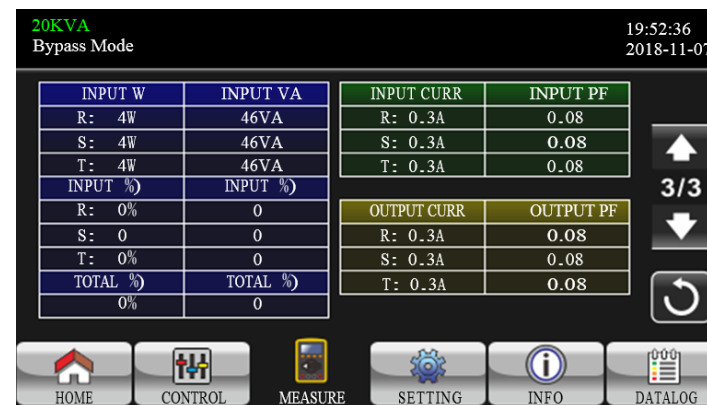 20KVA
19:52:36
Bypass Mode
2018-11-07
INPUT W INPUT VA
R: 4W 46VA
S: 4W 46VA
T: 4W 46VA
INPUT %) INPUT %)
R: 0% 0
S: 0 0
T: 0% 0
TOTAL %) TOTAL %)
0% 0
INPUT CURR INPUT PF
R: 0.3A 0.08
S: 0.3A 0.08
T: 0.3A 0.08
OUTPUT CURR OUTPUT PF
R: 0.3A 0.08
S: 0.3A 0.08
T: 0.3A 0.08
3/3
HOME CONTROL MEASURE SETTING INFO DATALOG